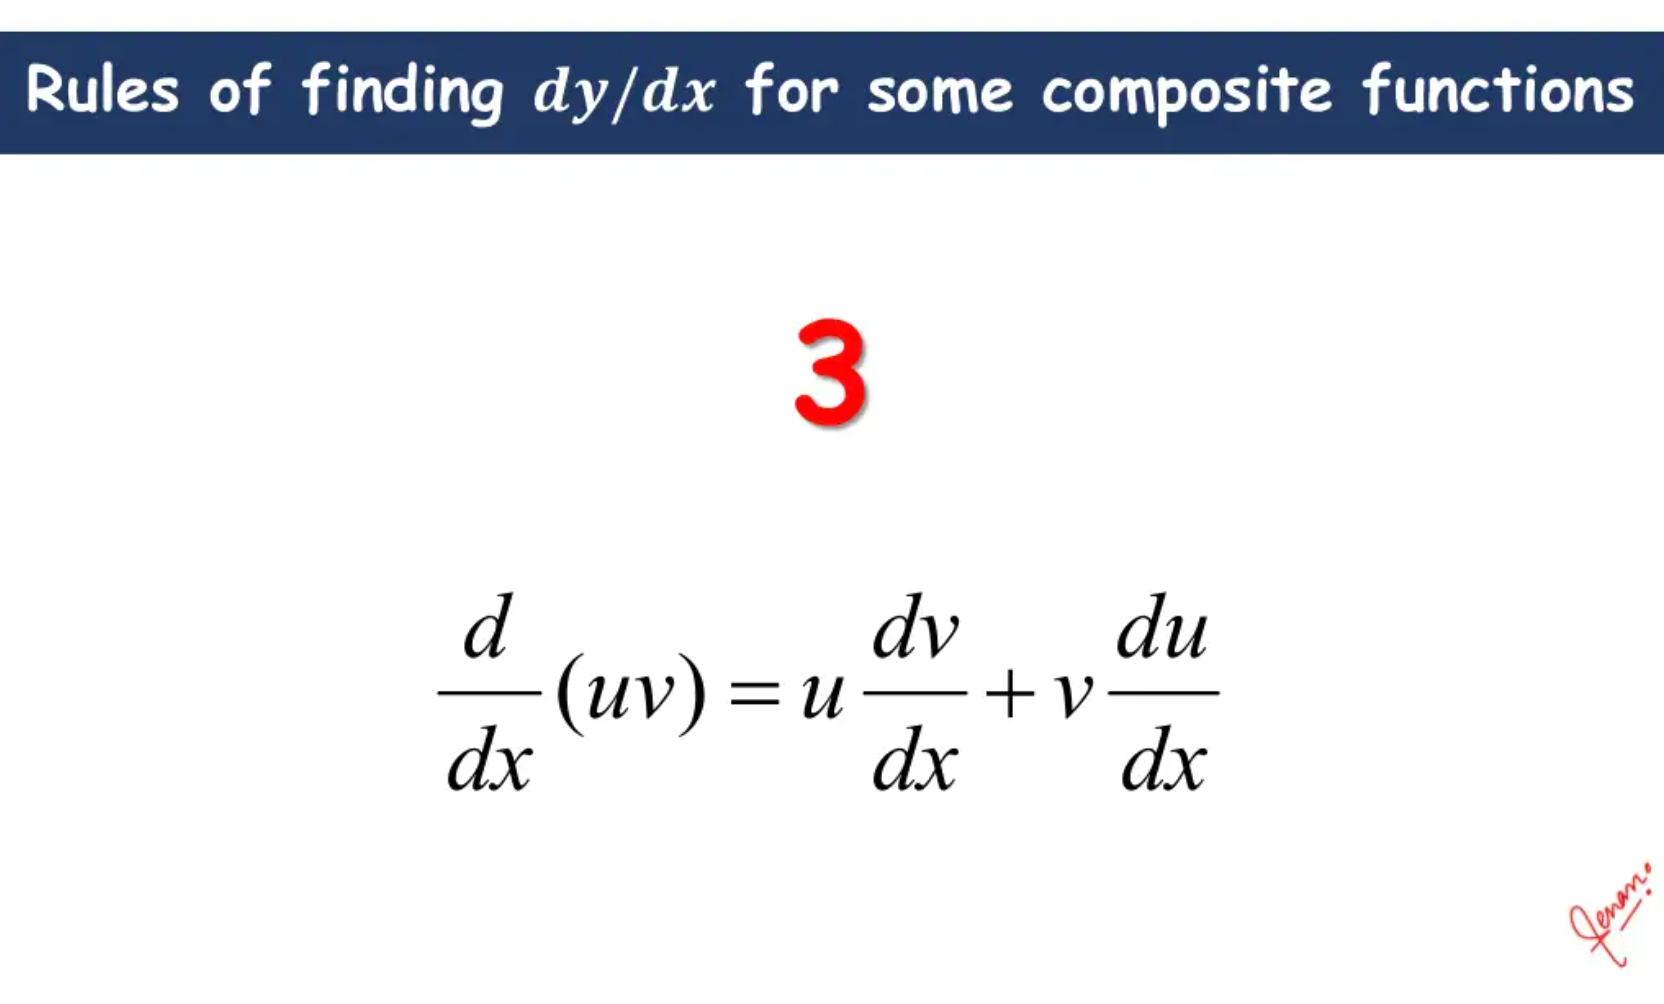 Rules of finding dy/dx for some composite functions
3
d/dx (uv) = u dv/dx + v du/dx